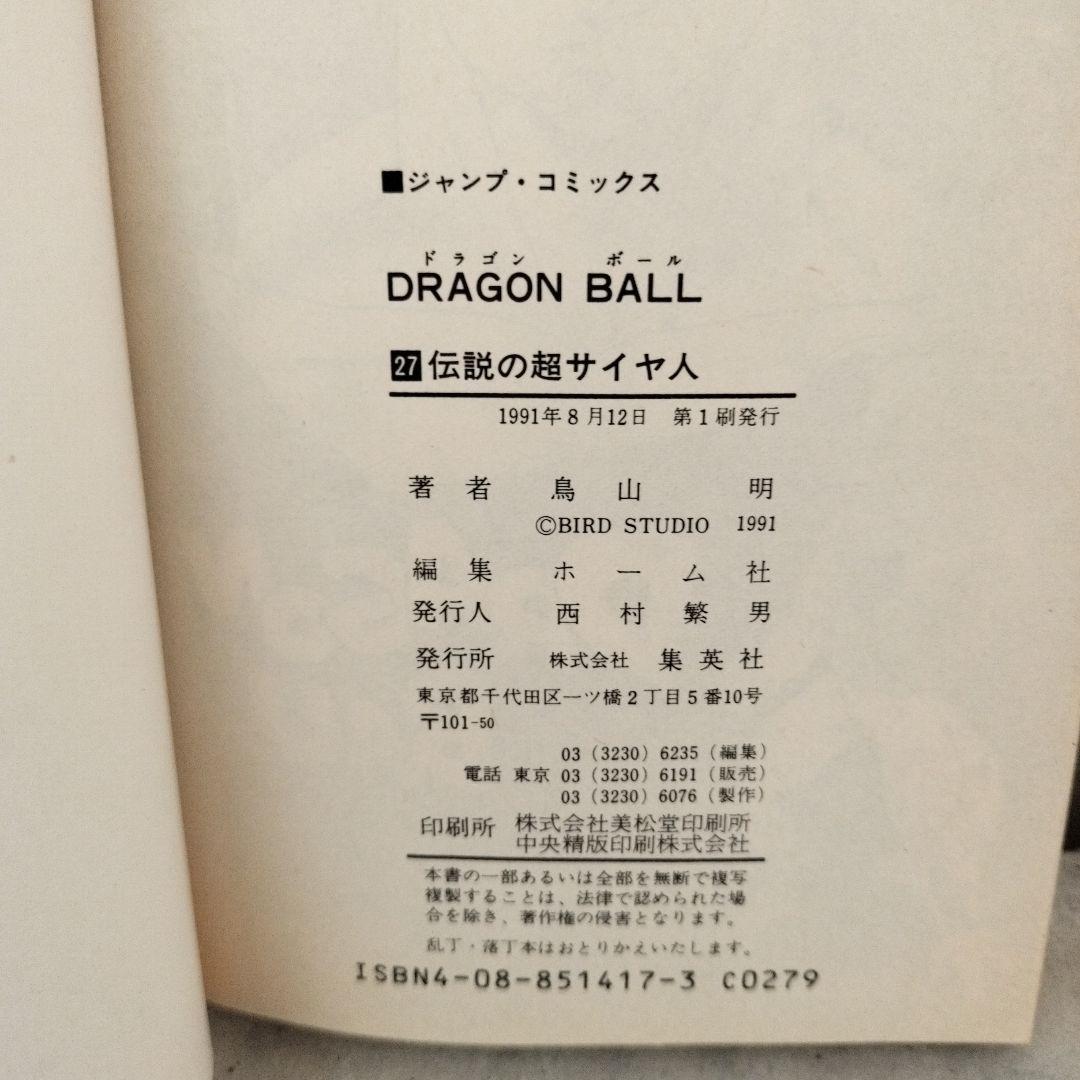 ■ジャンプ・コミックス
ドラゴン ボール
DRAGON BALL
27 伝説の超サイヤ人
1991年8月12日 第1刷発行
著者 鳥山 明
©BIRD STUDIO 1991
編集 ホーム社
発行人 西村繁男
発行所 株式会社 集英社
東京都千代田区一ツ橋2丁目5番10号
〒101-50
03(3230)6235(編集)
電話 東京 03(3230)6191(販売)
03(3230)6076(製作)
印刷所 株式会社美松堂印刷所
中央精版印刷株式会社
本書の一部あるいは全部を無断で複写
複製することは、法律で認められた場
合を除き、著作権の侵害となります。
乱丁・落丁本はおとりかえいたします。
ISBN4-08-851417-3 C0279